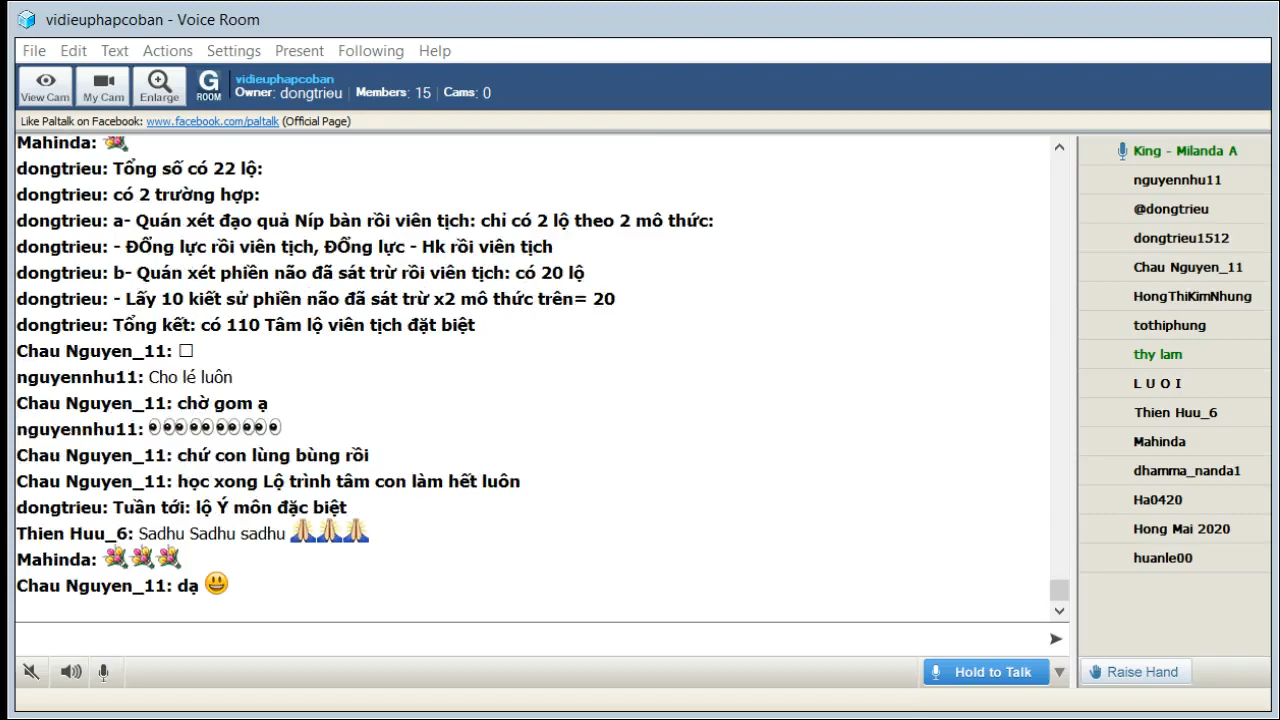 vidieuphapcoban - Voice Room
File Edit Text Actions Settings Present Following Help
View Cam My Cam Enlarge G ROOM
vidieuphapcoban
Owner: dongtrieu | Members: 15 | Cams: 0
Like Paltalk on Facebook: www.facebook.com/paltalk (Official Page)
Mahinda:
dongtrieu: Tổng số có 22 lộ:
dongtrieu: có 2 trường hợp:
dongtrieu: a- Quán xét đạo quả Níp bàn rồi viên tịch: chỉ có 2 lộ theo 2 mô thức:
dongtrieu: - ĐỔng lực rồi viên tịch, ĐỔng lực - Hk rồi viên tịch
dongtrieu: b- Quán xét phiền não đã sát trừ rồi viên tịch: có 20 lộ
dongtrieu: - Lấy 10 kiết sử phiền não đã sát trừ x2 mô thức trên= 20
dongtrieu: Tổng kết: có 110 Tâm lộ viên tịch đặt biệt
Chau Nguyen_11: □
nguyennhu11: Cho lé luôn
Chau Nguyen_11: chờ gom ạ
nguyennhu11:
Chau Nguyen_11: chứ con lùng bùng rồi
Chau Nguyen_11: học xong Lộ trình tâm con làm hết luôn
dongtrieu: Tuần tới: lộ Ý môn đặc biệt
Thien Huu_6: Sadhu Sadhu sadhu
Mahinda:
Chau Nguyen_11: dạ
Hold to Talk
King - Milanda A
nguyennhu11
@dongtrieu
dongtrieu1512
Chau Nguyen_11
HongThiKimNhung
tothiphung
thy lam
L U O I
Thien Huu_6
Mahinda
dhamma_nanda1
Ha0420
Hong Mai 2020
huanle00
Raise Hand